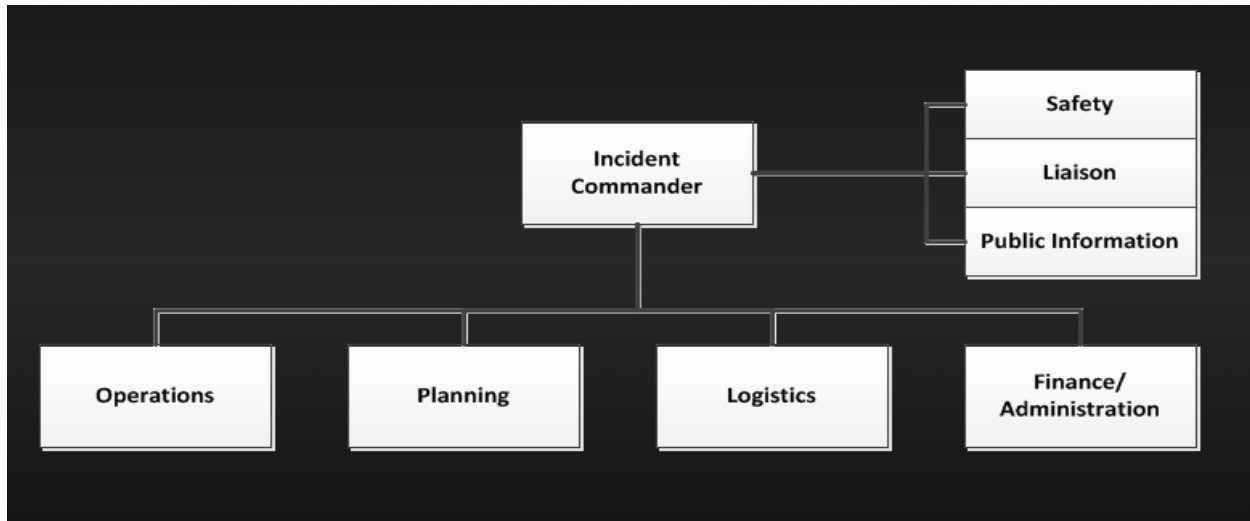 Safety
Incident
Commander
Liaison
Public Information
Operations
Planning
Logistics
Finance/
Administration